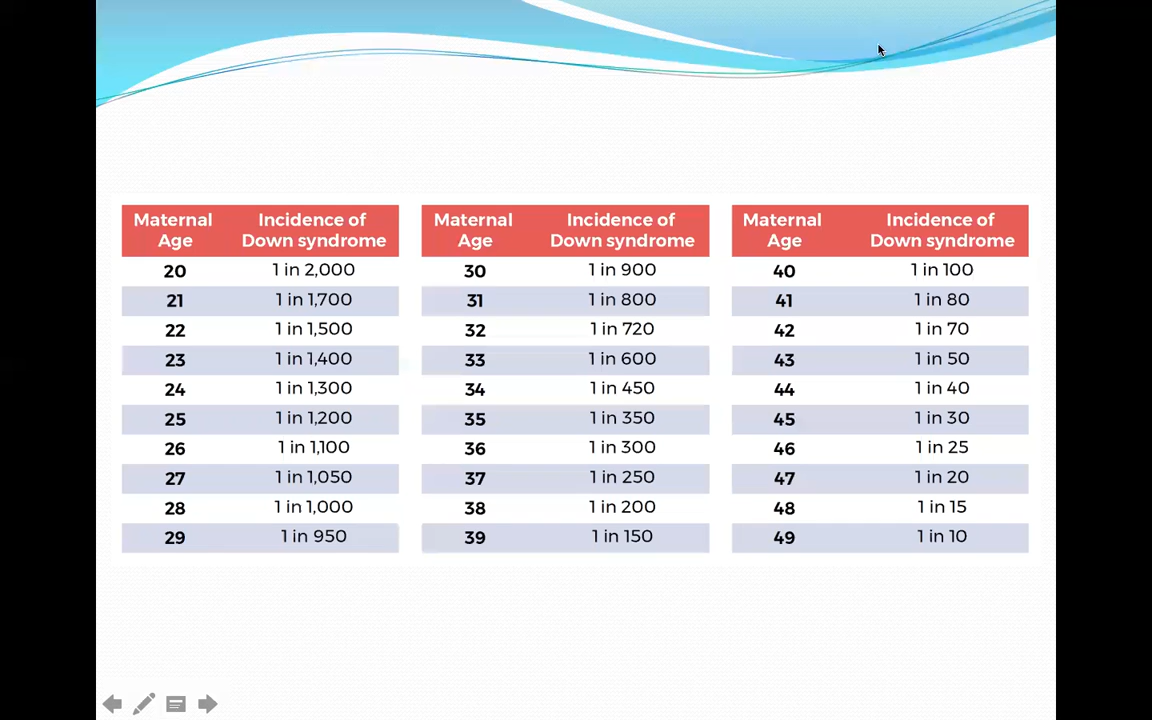 Maternal Age Incidence of Down syndrome
20 1 in 2,000
21 1 in 1,700
22 1 in 1,500
23 1 in 1,400
24 1 in 1,300
25 1 in 1,200
26 1 in 1,100
27 1 in 1,050
28 1 in 1,000
29 1 in 950
Maternal Age Incidence of Down syndrome
30 1 in 900
31 1 in 800
32 1 in 720
33 1 in 600
34 1 in 450
35 1 in 350
36 1 in 300
37 1 in 250
38 1 in 200
39 1 in 150
Maternal Age Incidence of Down syndrome
40 1 in 100
41 1 in 80
42 1 in 70
43 1 in 50
44 1 in 40
45 1 in 30
46 1 in 25
47 1 in 20
48 1 in 15
49 1 in 10